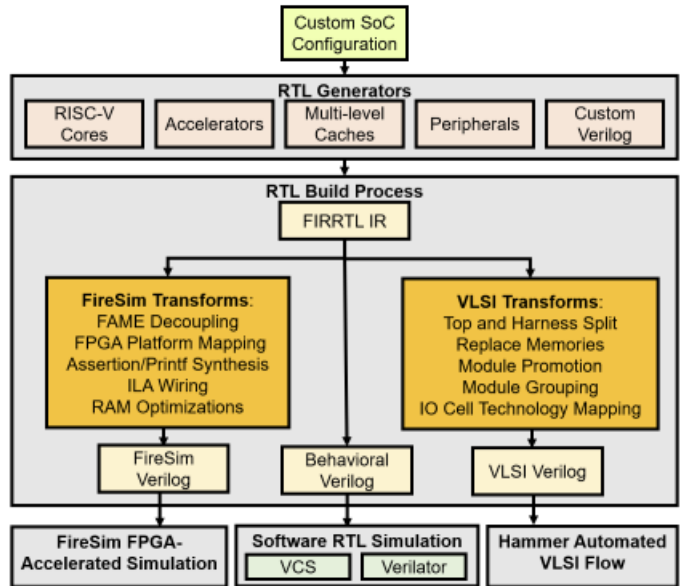 Custom SoC
Configuration
RTL Generators
RISC-V
Cores
Accelerators
Multi-level
Caches
Peripherals
Custom
Verilog
RTL Build Process
FIRRTL IR
FireSim Transforms:
FAME Decoupling
FPGA Platform Mapping
Assertion/Printf Synthesis
ILA Wiring
RAM Optimizations
VLSI Transforms:
Top and Harness Split
Replace Memories
Module Promotion
Module Grouping
IO Cell Technology Mapping
FireSim
Verilog
Behavioral
Verilog
VLSI Verilog
FireSim FPGA-
Accelerated Simulation
Software RTL Simulation
VCS
Verilator
Hammer Automated
VLSI Flow